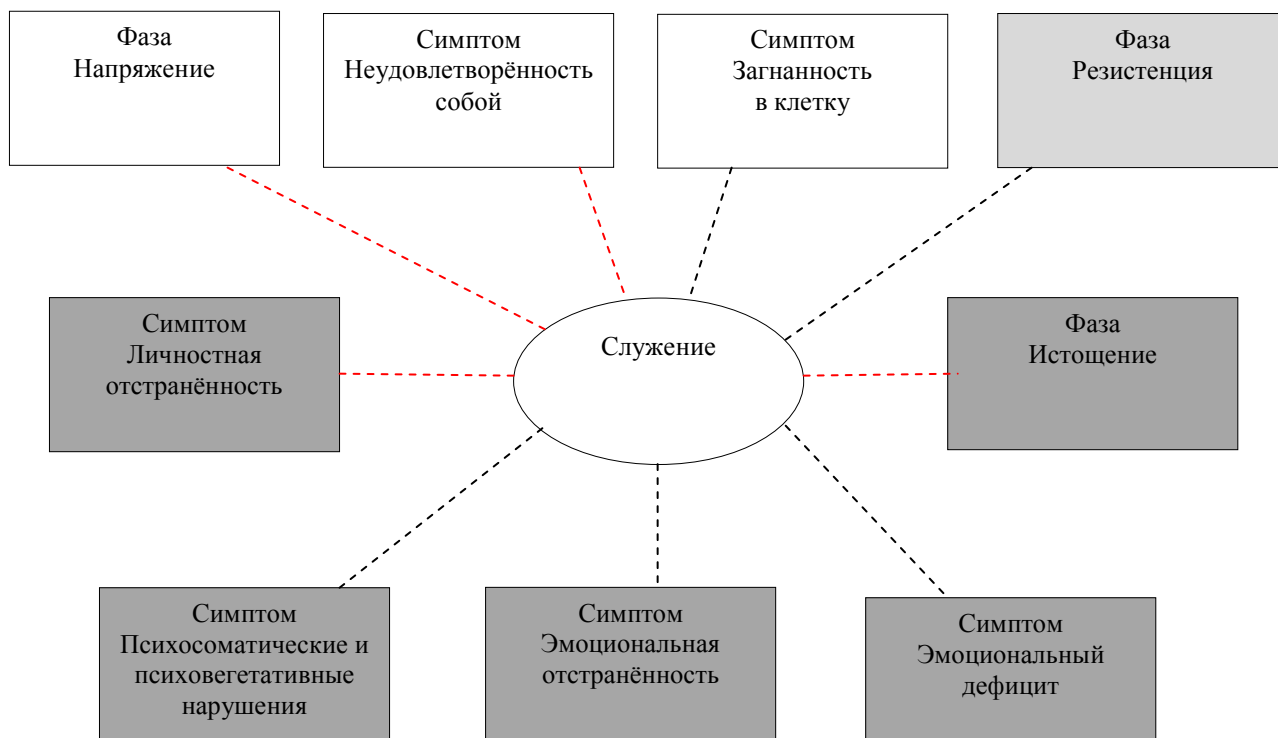 Фаза
Напряжение
Симптом
Неудовлетворённость
собой
Симптом
Загнанность
в клетку
Фаза
Резистенция
Симптом
Личностная
отстранённость
Служение
Фаза
Истощение
Симптом
Психосоматические и
психовегетативные
нарушения
Симптом
Эмоциональная
отстранённость
Симптом
Эмоциональный
дефицит